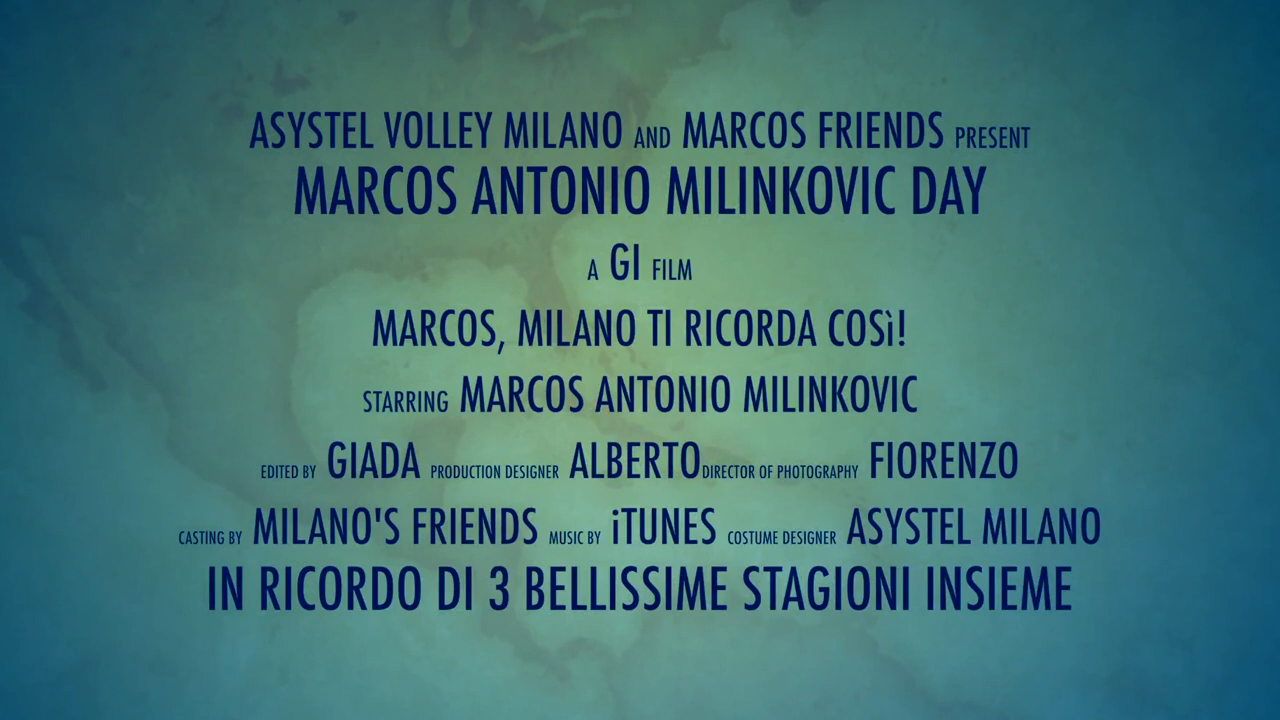 ASYSTEL VOLLEY MILANO AND MARCOS FRIENDS PRESENT
MARCOS ANTONIO MILINKOVIC DAY
A GI FILM
MARCOS, MILANO TI RICORDA COSì!
STARRING MARCOS ANTONIO MILINKOVIC
EDITED BY GIADA PRODUCTION DESIGNER ALBERTO DIRECTOR OF PHOTOGRAPHY FIORENZO
CASTING BY MILANO'S FRIENDS MUSIC BY iTUNES COSTUME DESIGNER ASYSTEL MILANO
IN RICORDO DI 3 BELLISSIME STAGIONI INSIEME